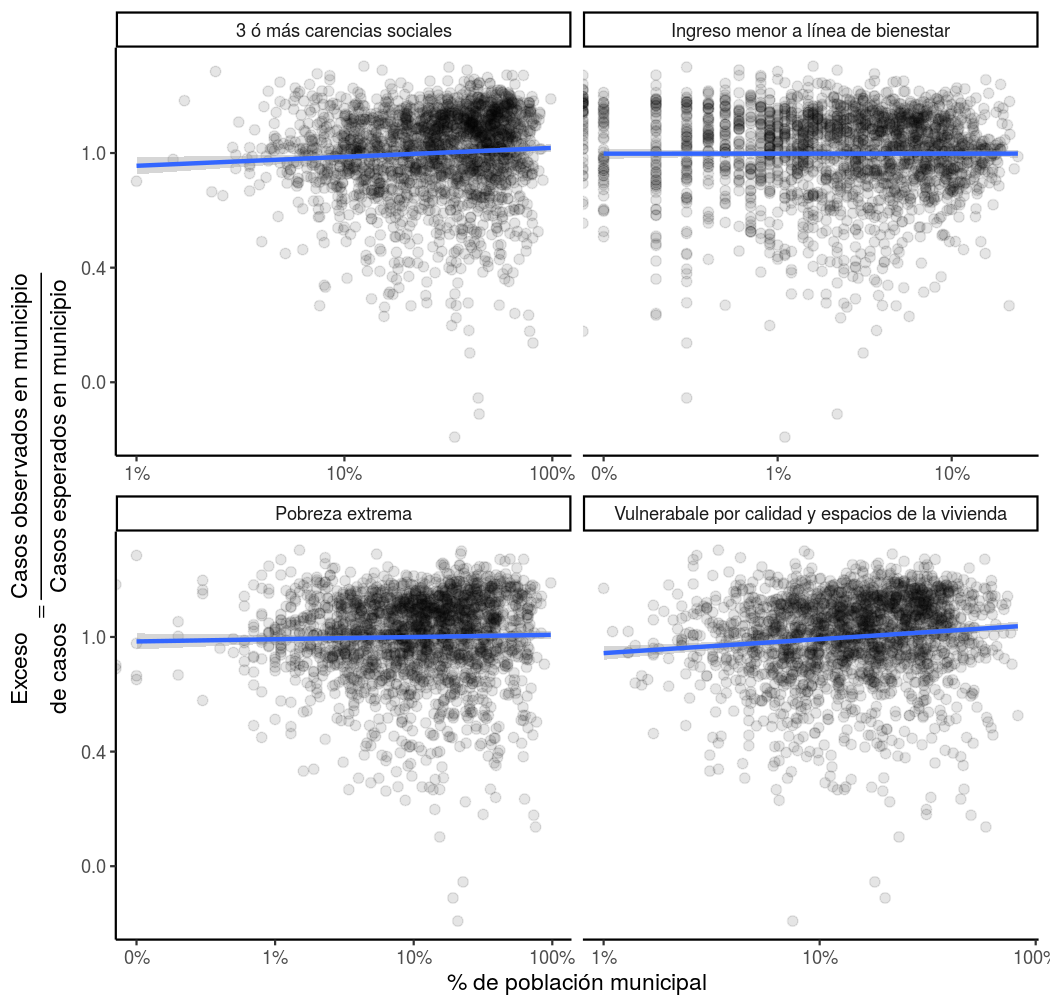 3 ó más carencias sociales
Ingreso menor a línea de bienestar
1.0
0.4
0.0
1%
10%
100%
0%
1%
10%
Pobreza extrema
Vulnerabale por calidad y espacios de la vivienda
1.0
0.4
0.0
0%
1%
10%
100%
1%
10%
100%
% de población municipal
Exceso
de casos
=
Casos observados en municipio
Casos esperados en municipio